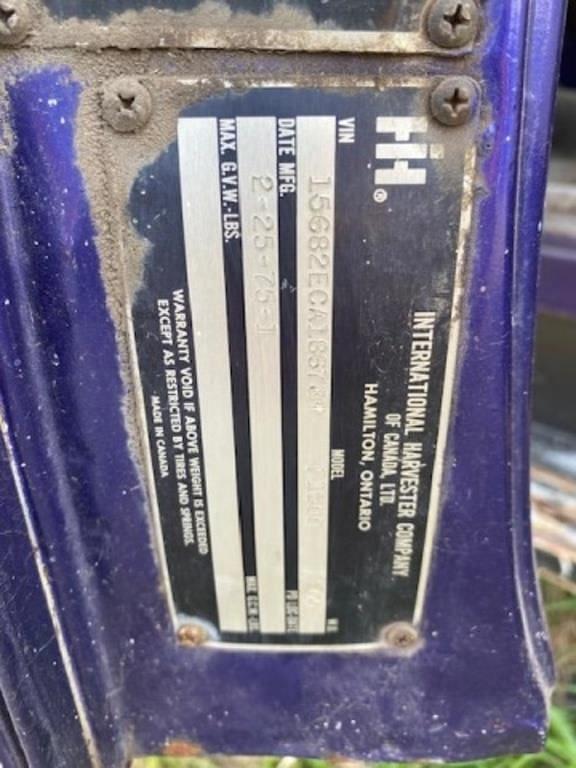 IH ®
INTERNATIONAL HARVESTER COMPANY
OF CANADA, LTD.
HAMILTON, ONTARIO
VIN MODEL W.B.
DATE MFG.
2-25-75-1
MAX. G.V.W.-LBS.
WARRANTY VOID IF ABOVE WEIGHT IS EXCEEDED
EXCEPT AS RESTRICTED BY TIRES AND SPRINGS.
MADE IN CANADA